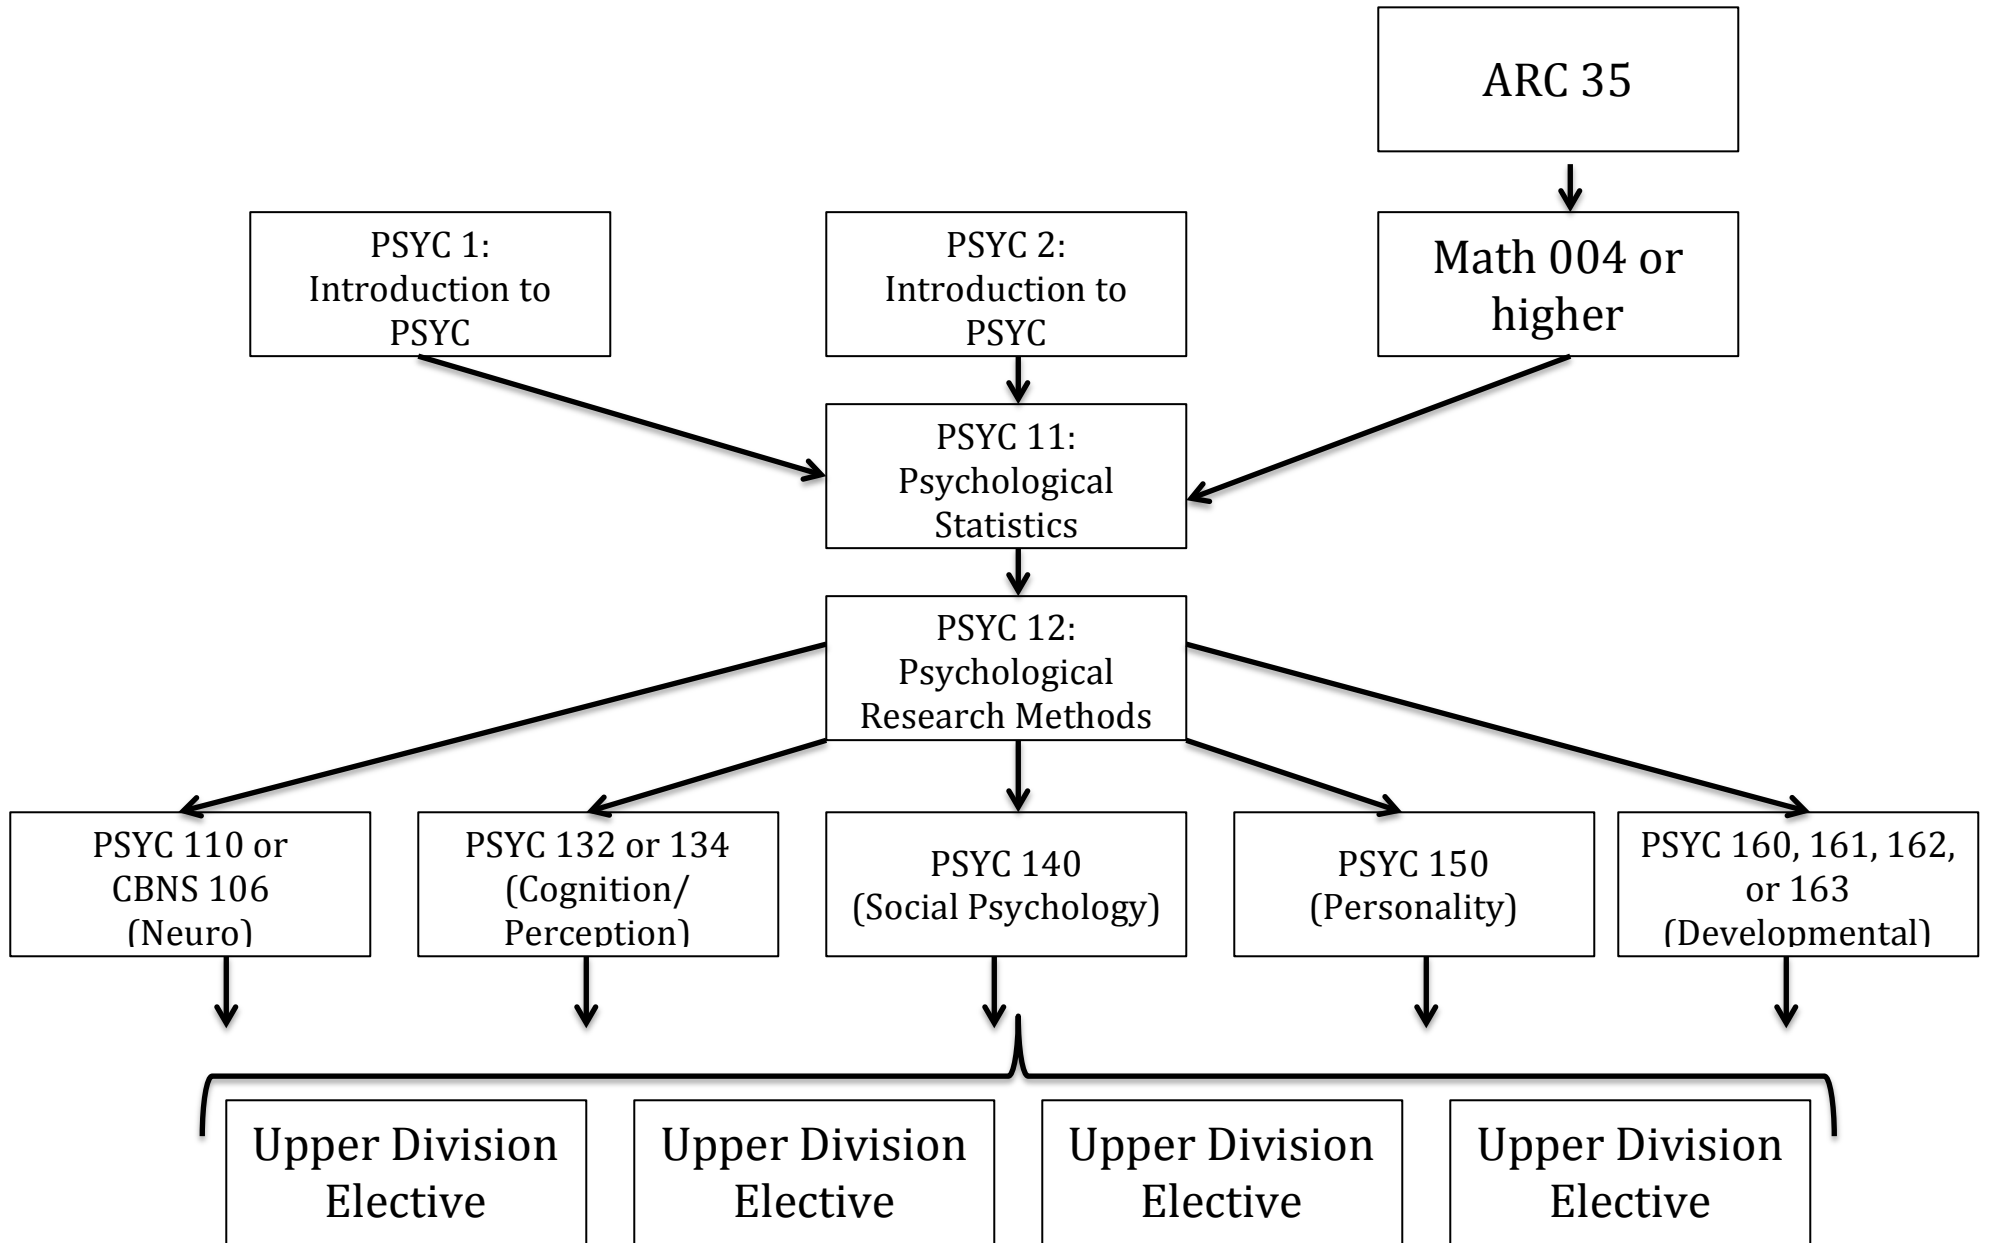 ARC 35
PSYC 1:
Introduction to
PSYC
PSYC 2:
Introduction to
PSYC
Math 004 or
higher
PSYC 11:
Psychological
Statistics
PSYC 12:
Psychological
Research Methods
PSYC 110 or
CBNS 106
(Neuro)
PSYC 132 or 134
(Cognition/
Perception)
PSYC 140
(Social Psychology)
PSYC 150
(Personality)
PSYC 160, 161, 162,
or 163
(Developmental)
Upper Division
Elective
Upper Division
Elective
Upper Division
Elective
Upper Division
Elective